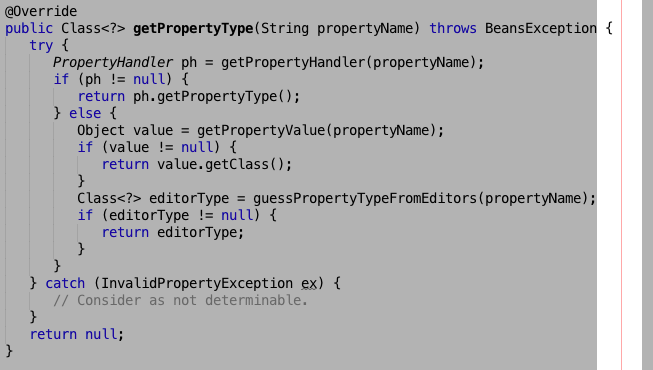 @Override
public Class<?> getPropertyType(String propertyName) throws BeansException {
try {
PropertyHandler ph = getPropertyHandler(propertyName);
if (ph != null) {
return ph.getPropertyType();
} else {
Object value = getPropertyValue(propertyName);
if (value != null) {
return value.getClass();
}
Class<?> editorType = guessPropertyTypeFromEditors(propertyName);
if (editorType != null) {
return editorType;
}
}
} catch (InvalidPropertyException ex) {
// Consider as not determinable.
}
return null;
}